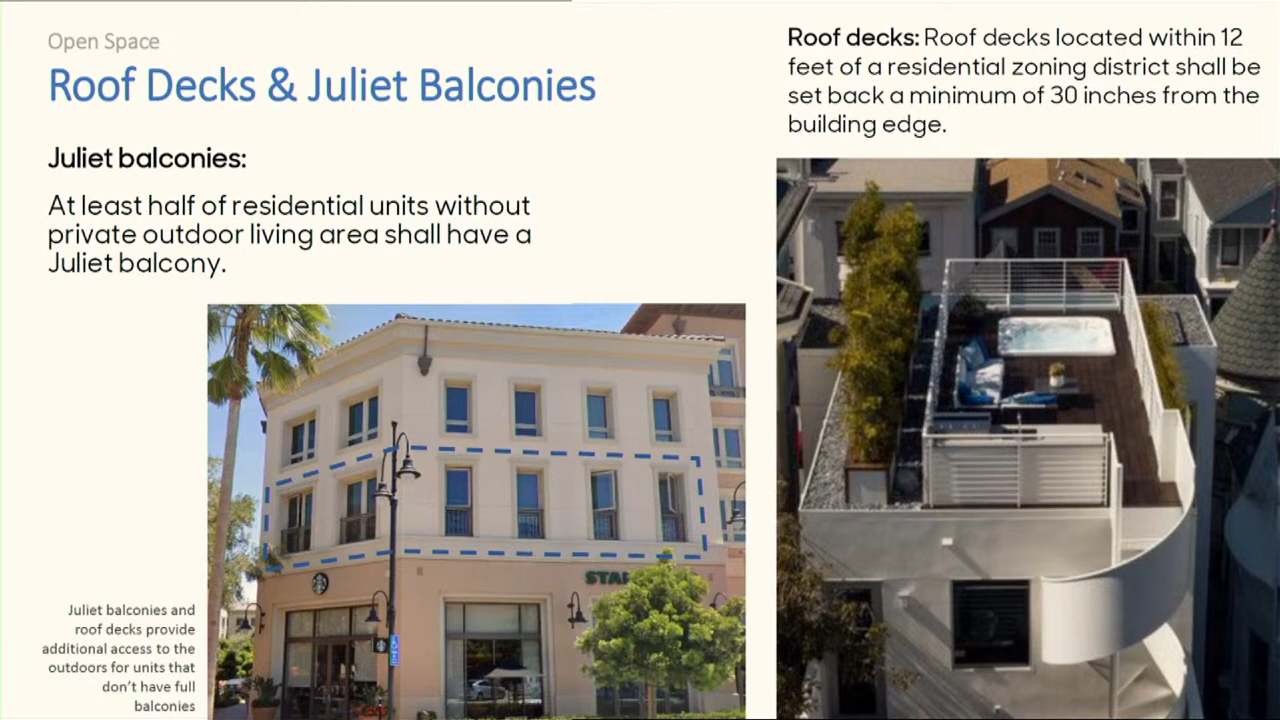 Open Space
Roof Decks & Juliet Balconies
Juliet balconies:
At least half of residential units without
private outdoor living area shall have a
Juliet balcony.
Roof decks: Roof decks located within 12
feet of a residential zoning district shall be
set back a minimum of 30 inches from the
building edge.
STA
Juliet balconies and
roof decks provide
additional access to the
outdoors for units that
don't have full
balconies